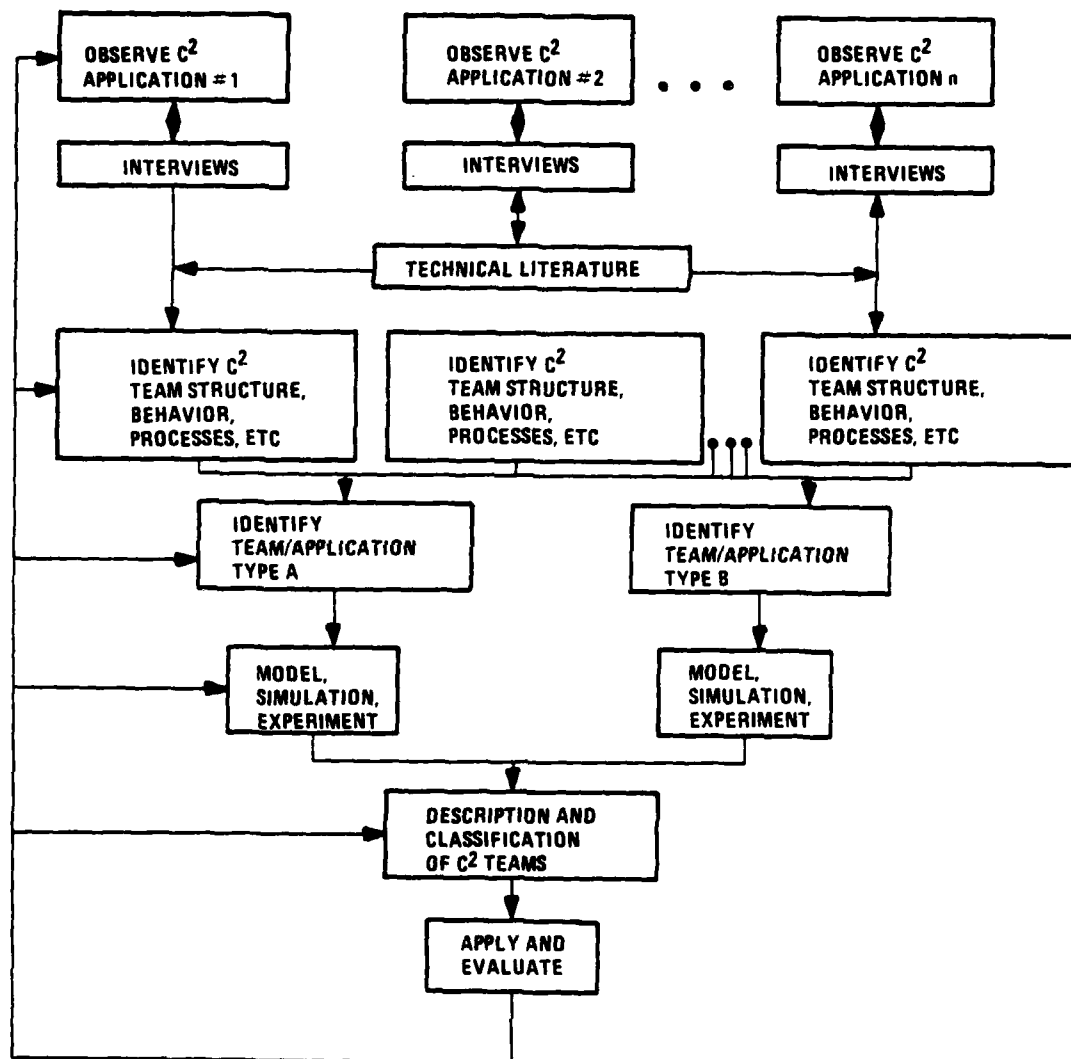 OBSERVE C²
APPLICATION #1
OBSERVE C²
APPLICATION #2
OBSERVE C²
APPLICATION n
INTERVIEWS
INTERVIEWS
INTERVIEWS
TECHNICAL LITERATURE
IDENTIFY C²
TEAM STRUCTURE,
BEHAVIOR,
PROCESSES, ETC
IDENTIFY C²
TEAM STRUCTURE,
BEHAVIOR,
PROCESSES, ETC
IDENTIFY C²
TEAM STRUCTURE,
BEHAVIOR,
PROCESSES, ETC
IDENTIFY
TEAM/APPLICATION
TYPE A
IDENTIFY
TEAM/APPLICATION
TYPE B
MODEL,
SIMULATION,
EXPERIMENT
MODEL,
SIMULATION,
EXPERIMENT
DESCRIPTION AND
CLASSIFICATION
OF C² TEAMS
APPLY AND
EVALUATE